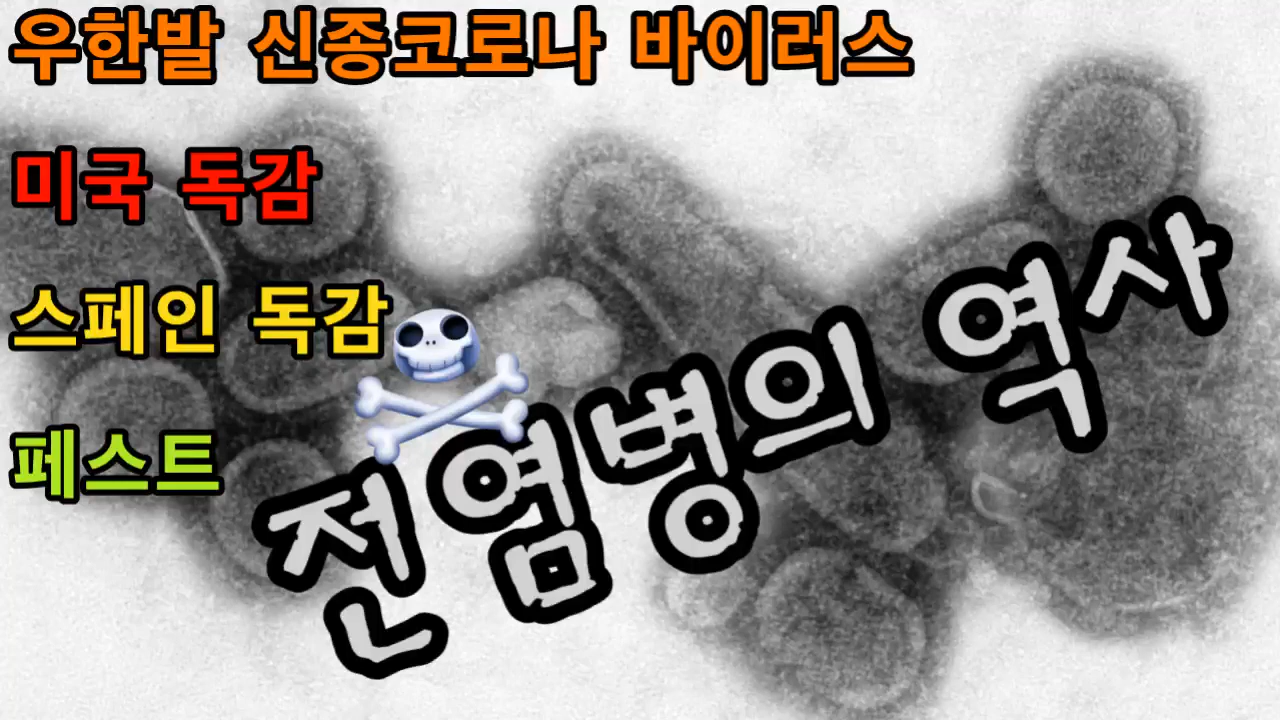 우한발 신종코로나 바이러스
미국 독감
스페인 독감
페스트
전염병의 역사